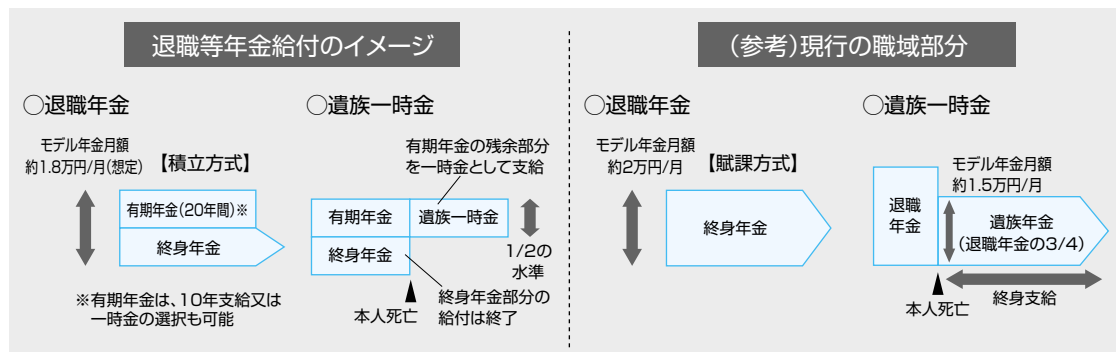 退職等年金給付のイメージ
○退職年金
モデル年金月額
約1.8万円/月(想定)
【積立方式】
有期年金(20年間)※
終身年金
※有期年金は、10年支給又は
一時金の選択も可能
○遺族一時金
有期年金の残余部分
を一時金として支給
有期年金
遺族一時金
終身年金
1/2の
水準
本人死亡
終身年金部分の
給付は終了
(参考)現行の職域部分
○退職年金
モデル年金月額
約2万円/月
【賦課方式】
終身年金
○遺族一時金
モデル年金月額
約1.5万円/月
退職
年金
遺族年金
(退職年金の3/4)
終身支給
本人死亡